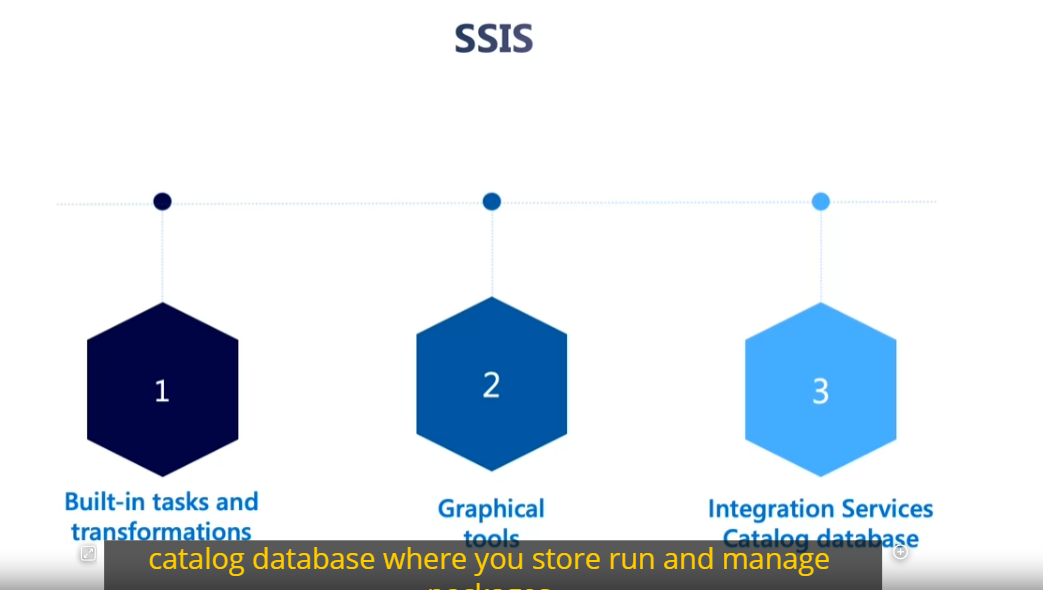 SSIS
1
2
3
Built-in tasks and
transformations
Graphical
tools
Integration Services
Catalog database
catalog database where you store run and manage
packages